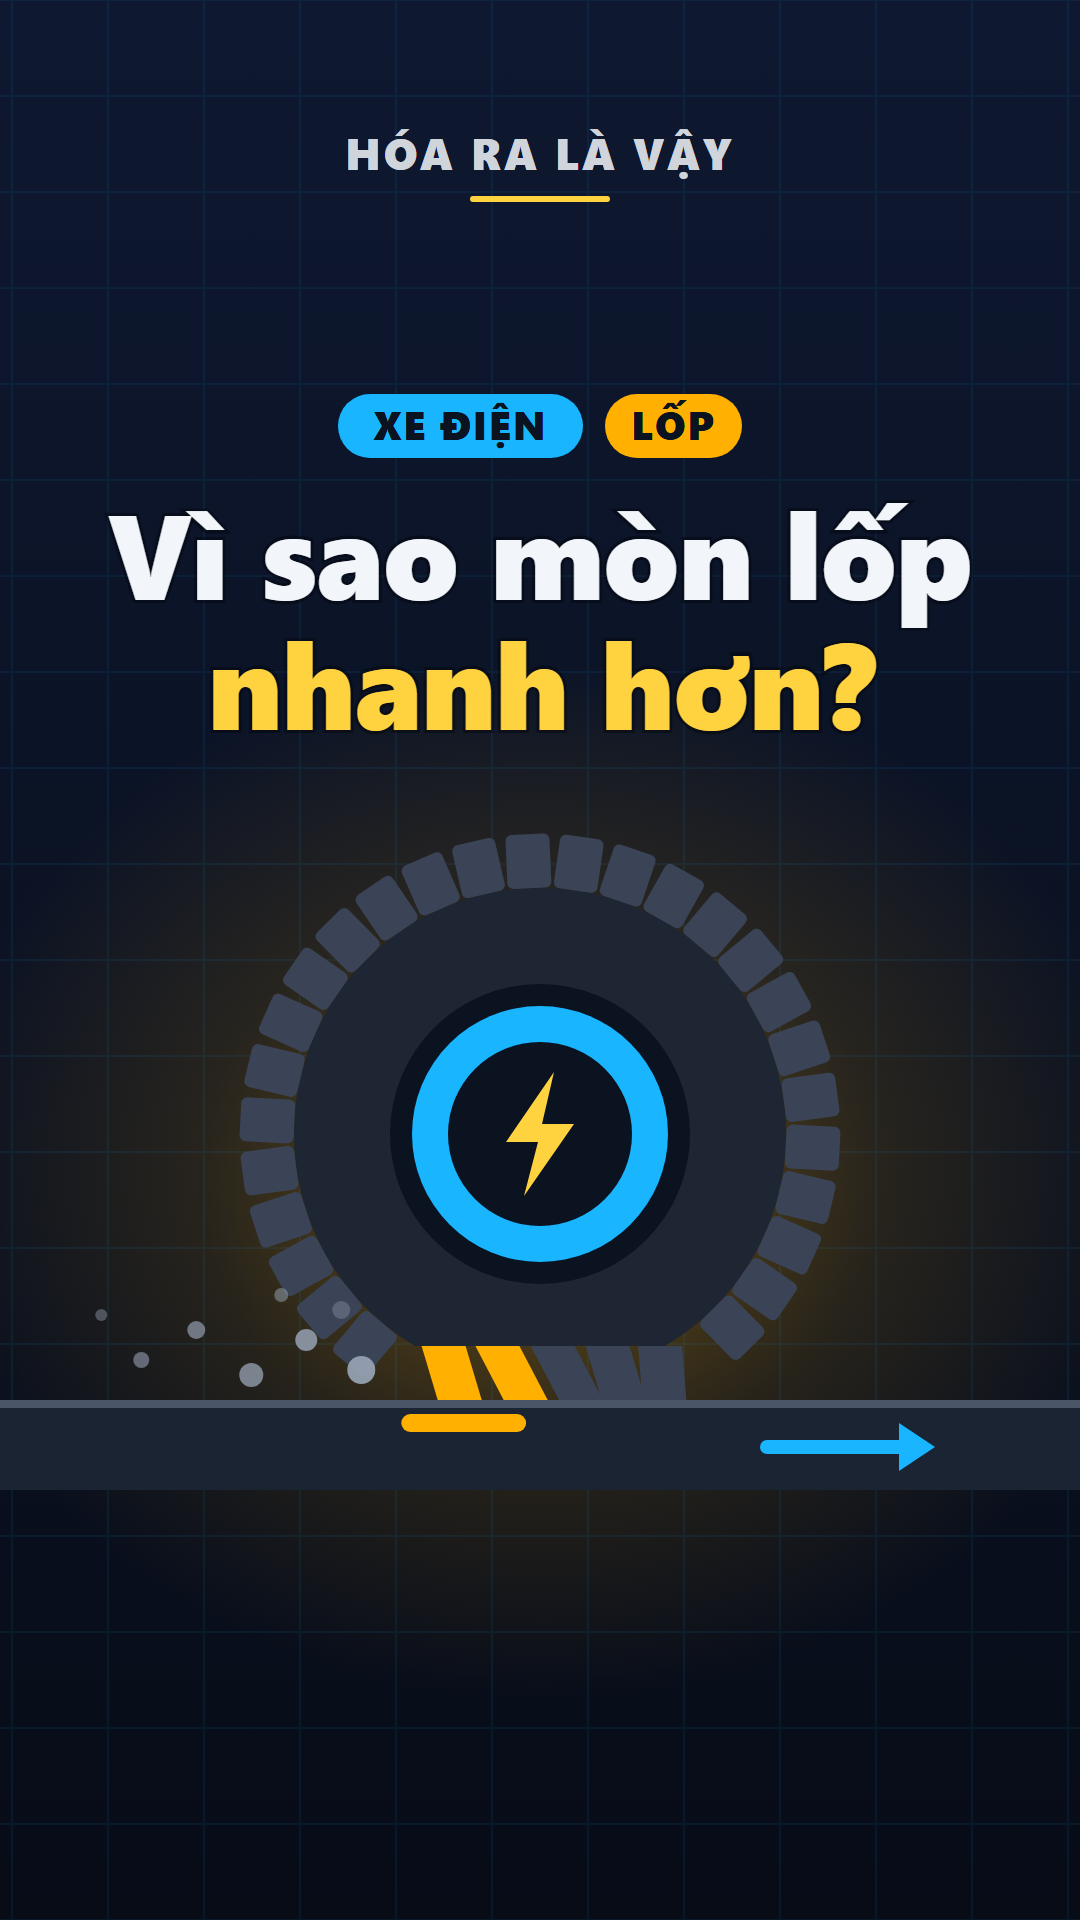 HÓA RA LÀ VẬY
XE ĐIỆN LỐP
Vì sao mòn lốp
nhanh hơn?